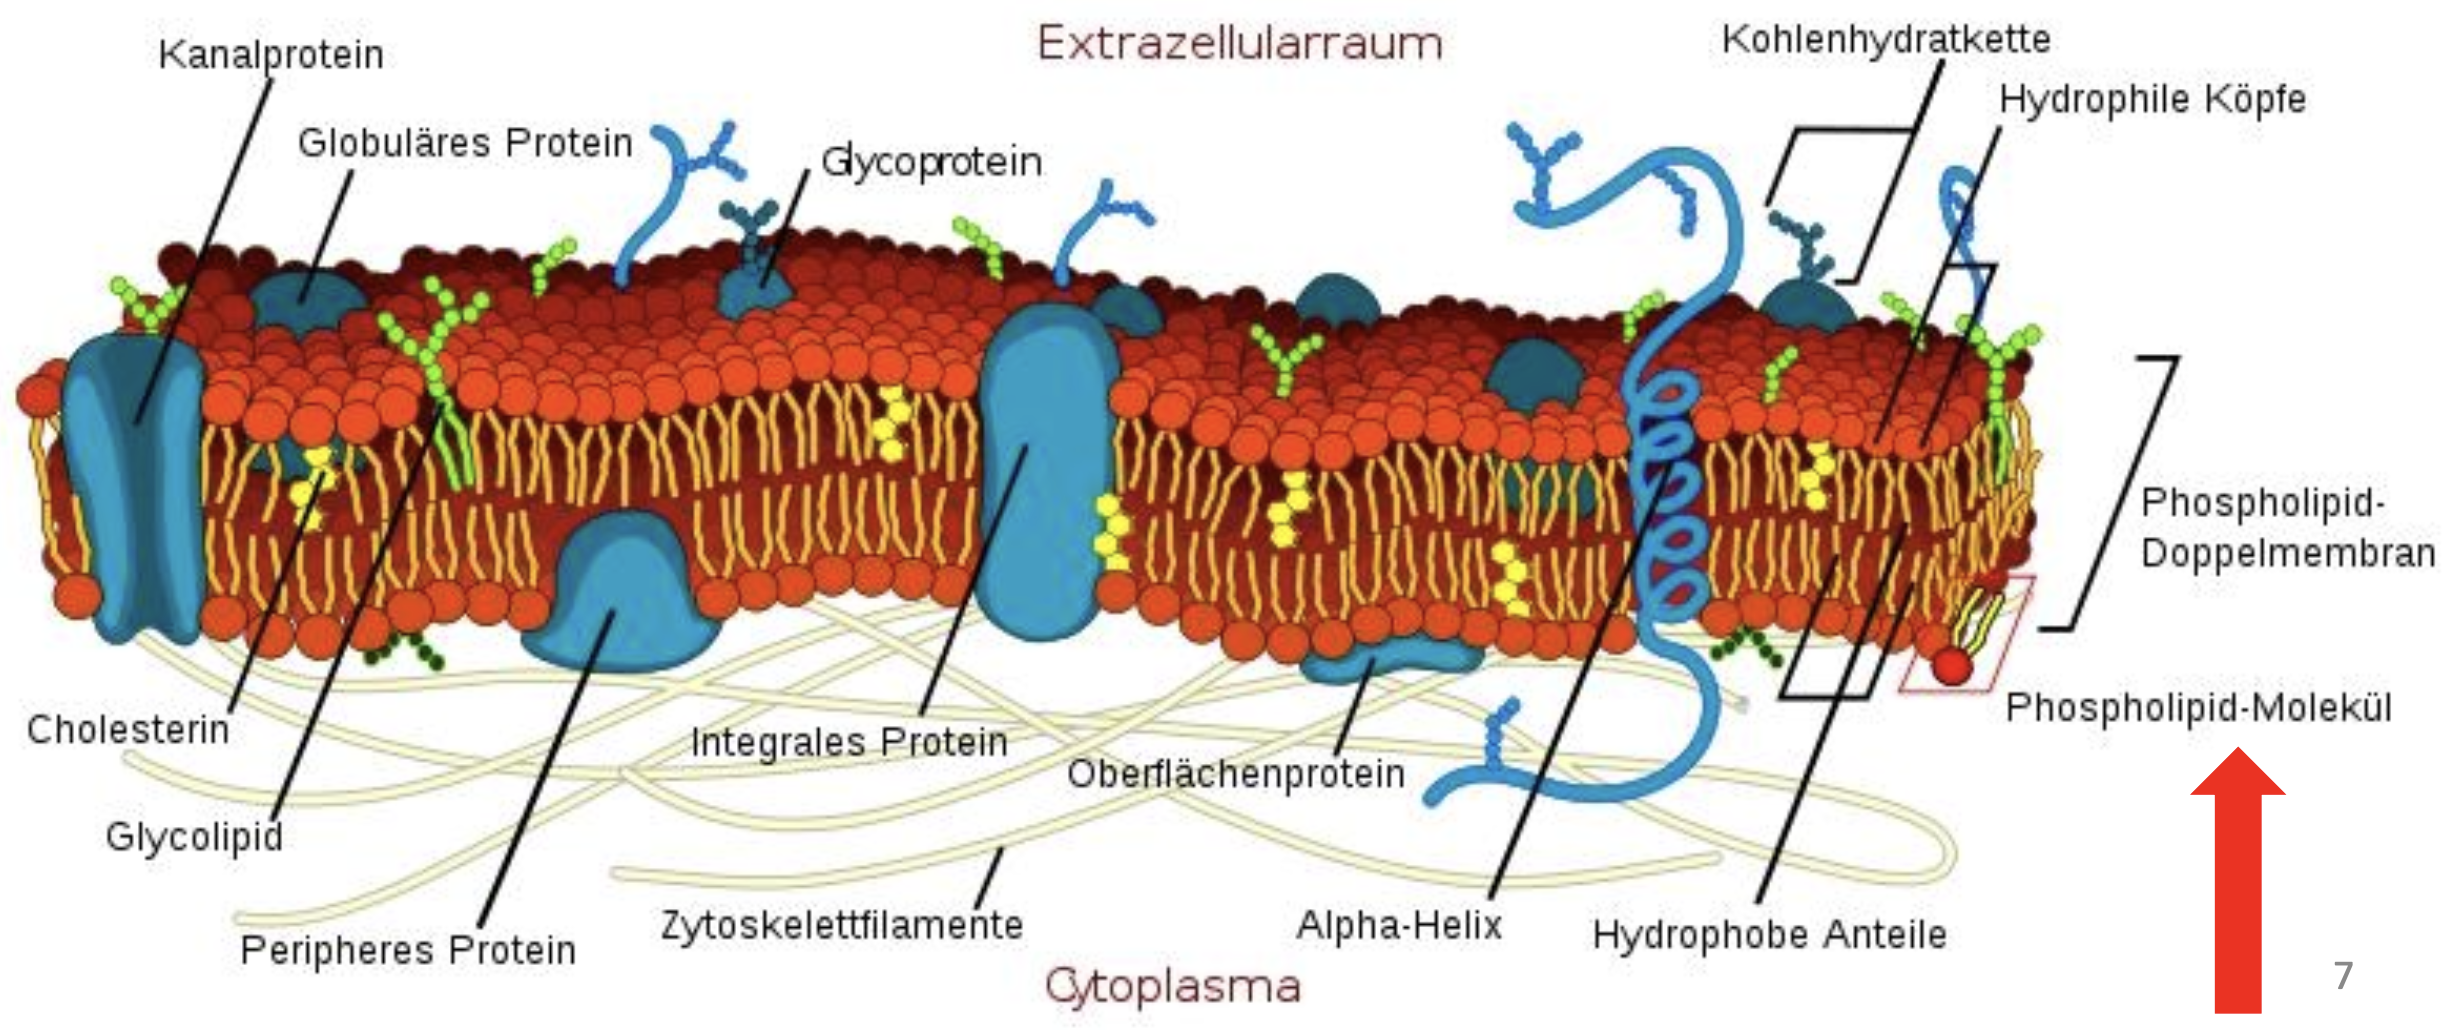 Extrazellularraum
Kohlenhydratkette
Kanalprotein
Hydrophile Köpfe
Globuläres Protein
Glycoprotein
Phospholipid-
Doppelmembran
Phospholipid-Molekül
Cholesterin
Integrales Protein
Oberflächenprotein
Glycolipid
Zytoskelettfilamente
Alpha-Helix
Hydrophobe Anteile
Peripheres Protein
Cytoplasma
7